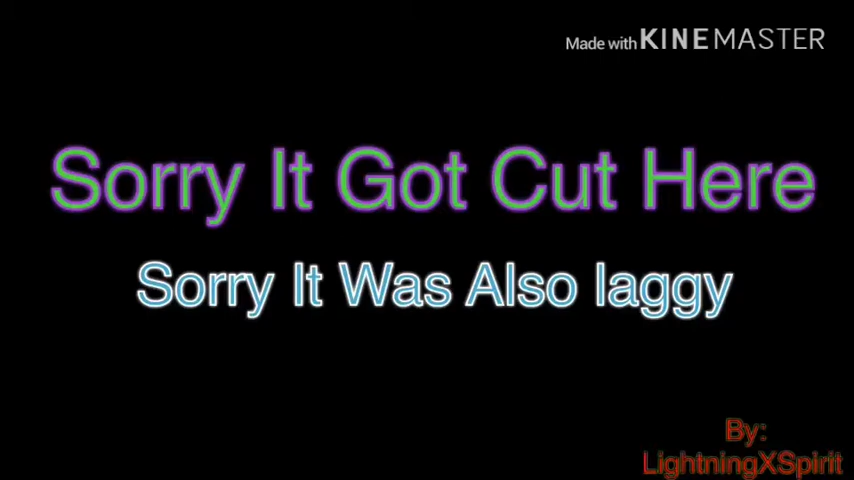 Made with KINEMASTER
Sorry It Got Cut Here
Sorry It Was Also laggy
By:
LightningXSpirit